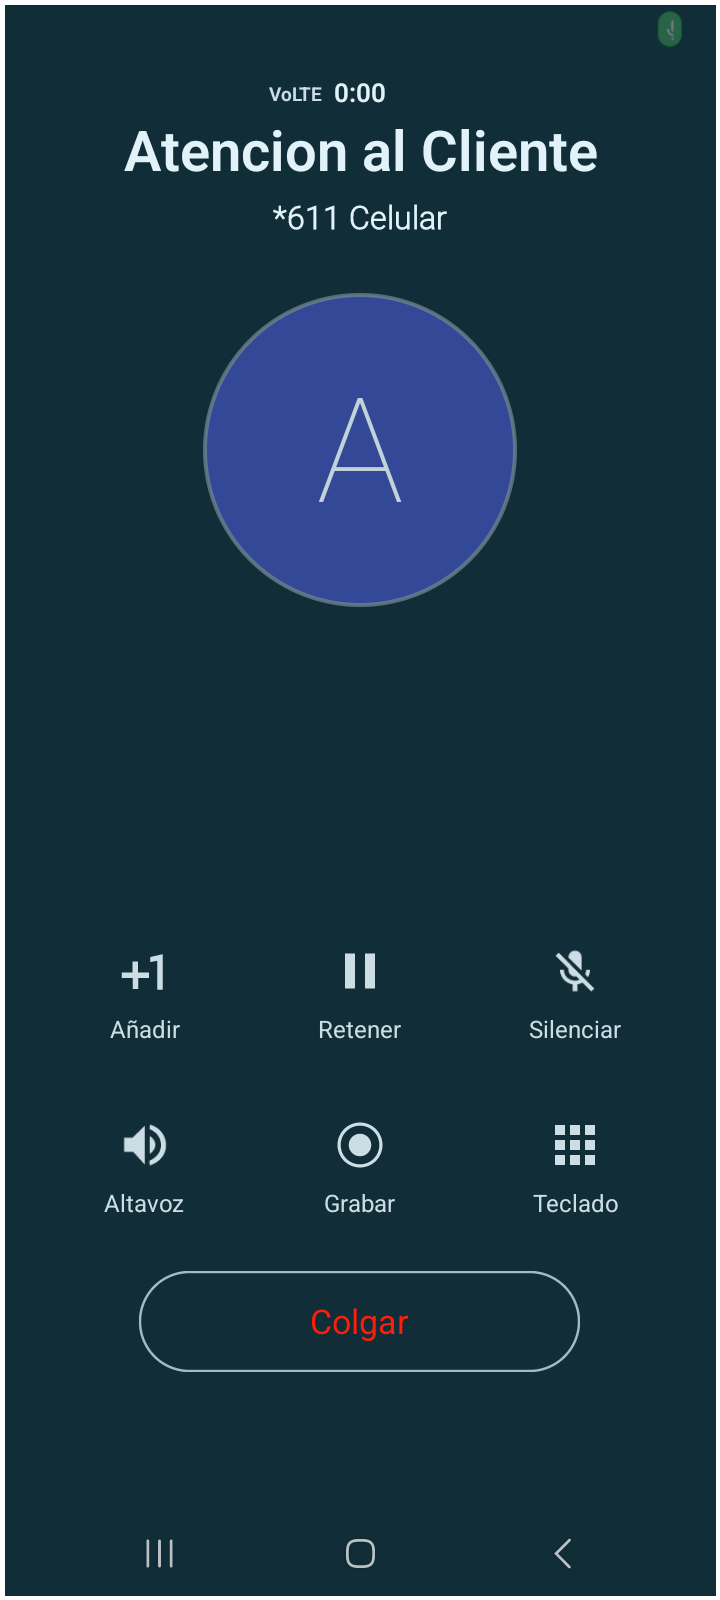 VoLTE 0:00
Atencion al Cliente
*611 Celular
A
+1
Añadir Retener Silenciar
Altavoz Grabar Teclado
Colgar